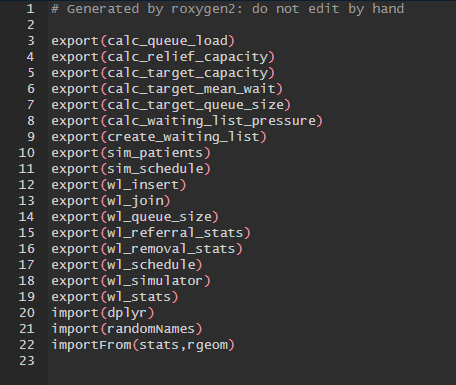 1 # Generated by roxygen2: do not edit by hand
2
3 export(calc_queue_load)
4 export(calc_relief_capacity)
5 export(calc_target_capacity)
6 export(calc_target_mean_wait)
7 export(calc_target_queue_size)
8 export(calc_waiting_list_pressure)
9 export(create_waiting_list)
10 export(sim_patients)
11 export(sim_schedule)
12 export(wl_insert)
13 export(wl_join)
14 export(wl_queue_size)
15 export(wl_referral_stats)
16 export(wl_removal_stats)
17 export(wl_schedule)
18 export(wl_simulator)
19 export(wl_stats)
20 import(dplyr)
21 import(randomNames)
22 importFrom(stats,rgeom)
23